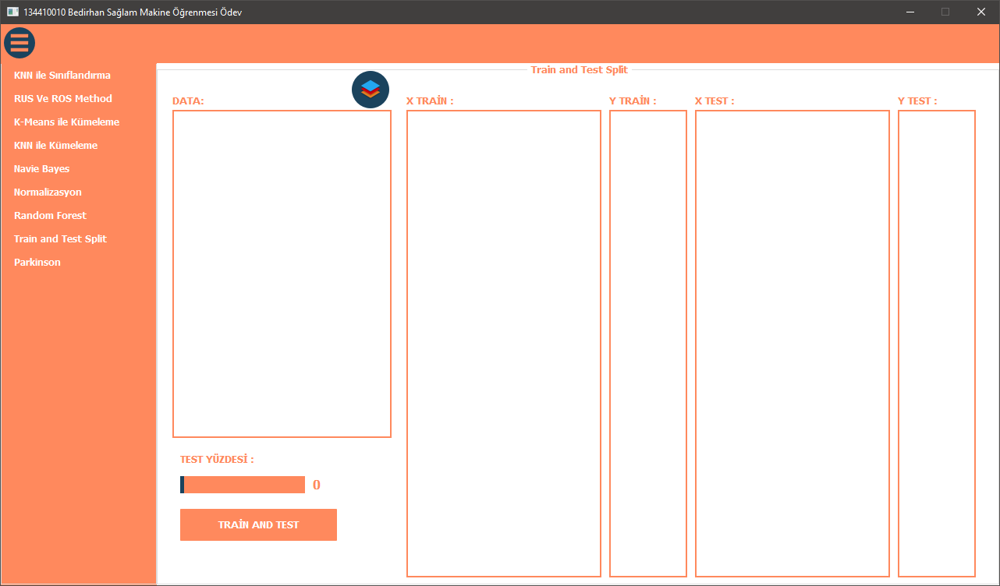 134410010 Bedirhan Sağlam Makine Öğrenmesi Ödev
KNN ile Sınıflandırma
RUS Ve ROS Method
K-Means ile Kümeleme
KNN ile Kümeleme
Navie Bayes
Normalizasyon
Random Forest
Train and Test Split
Parkinson
Train and Test Split
DATA:
X TRAİN :
Y TRAİN :
X TEST :
Y TEST :
TEST YÜZDESİ :
0
TRAİN AND TEST